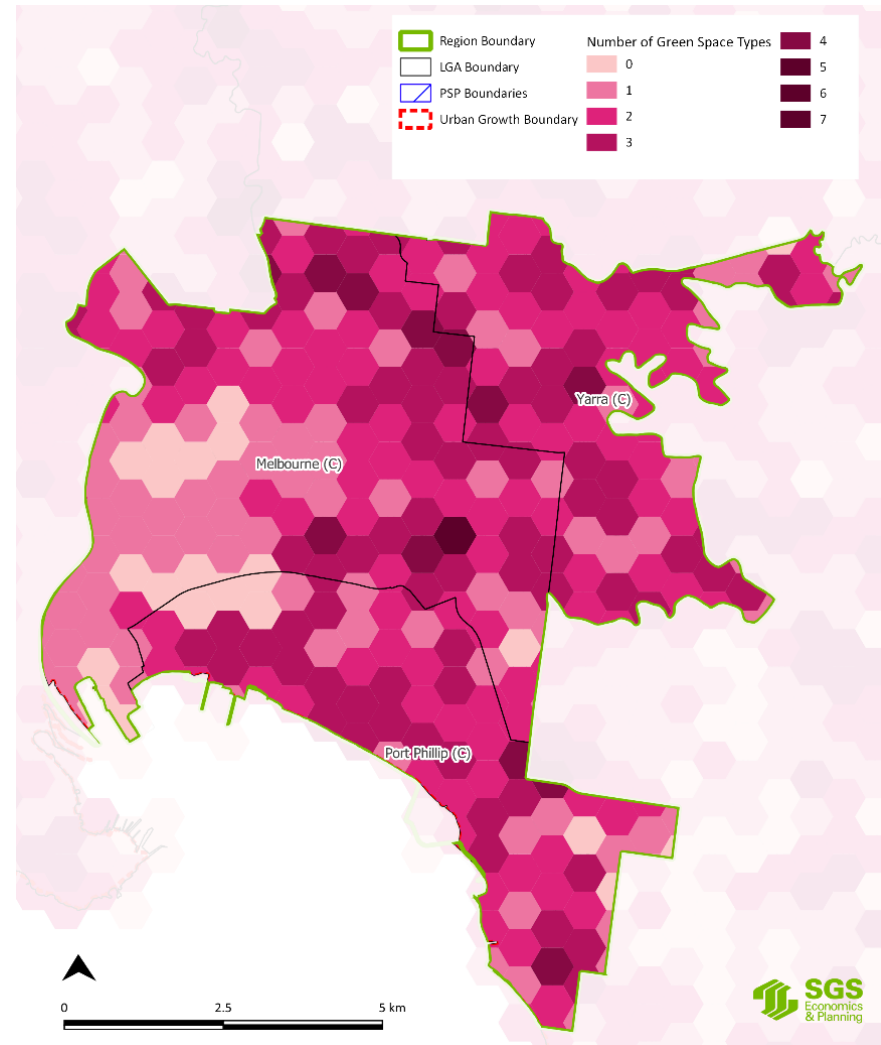 Region Boundary
LGA Boundary
PSP Boundaries
Urban Growth Boundary
Number of Green Space Types
0
1
2
3
4
5
6
7
Yarra (C)
Melbourne (C)
Port Phillip (C)
0 2.5 5 km
SGS
Economics
& Planning